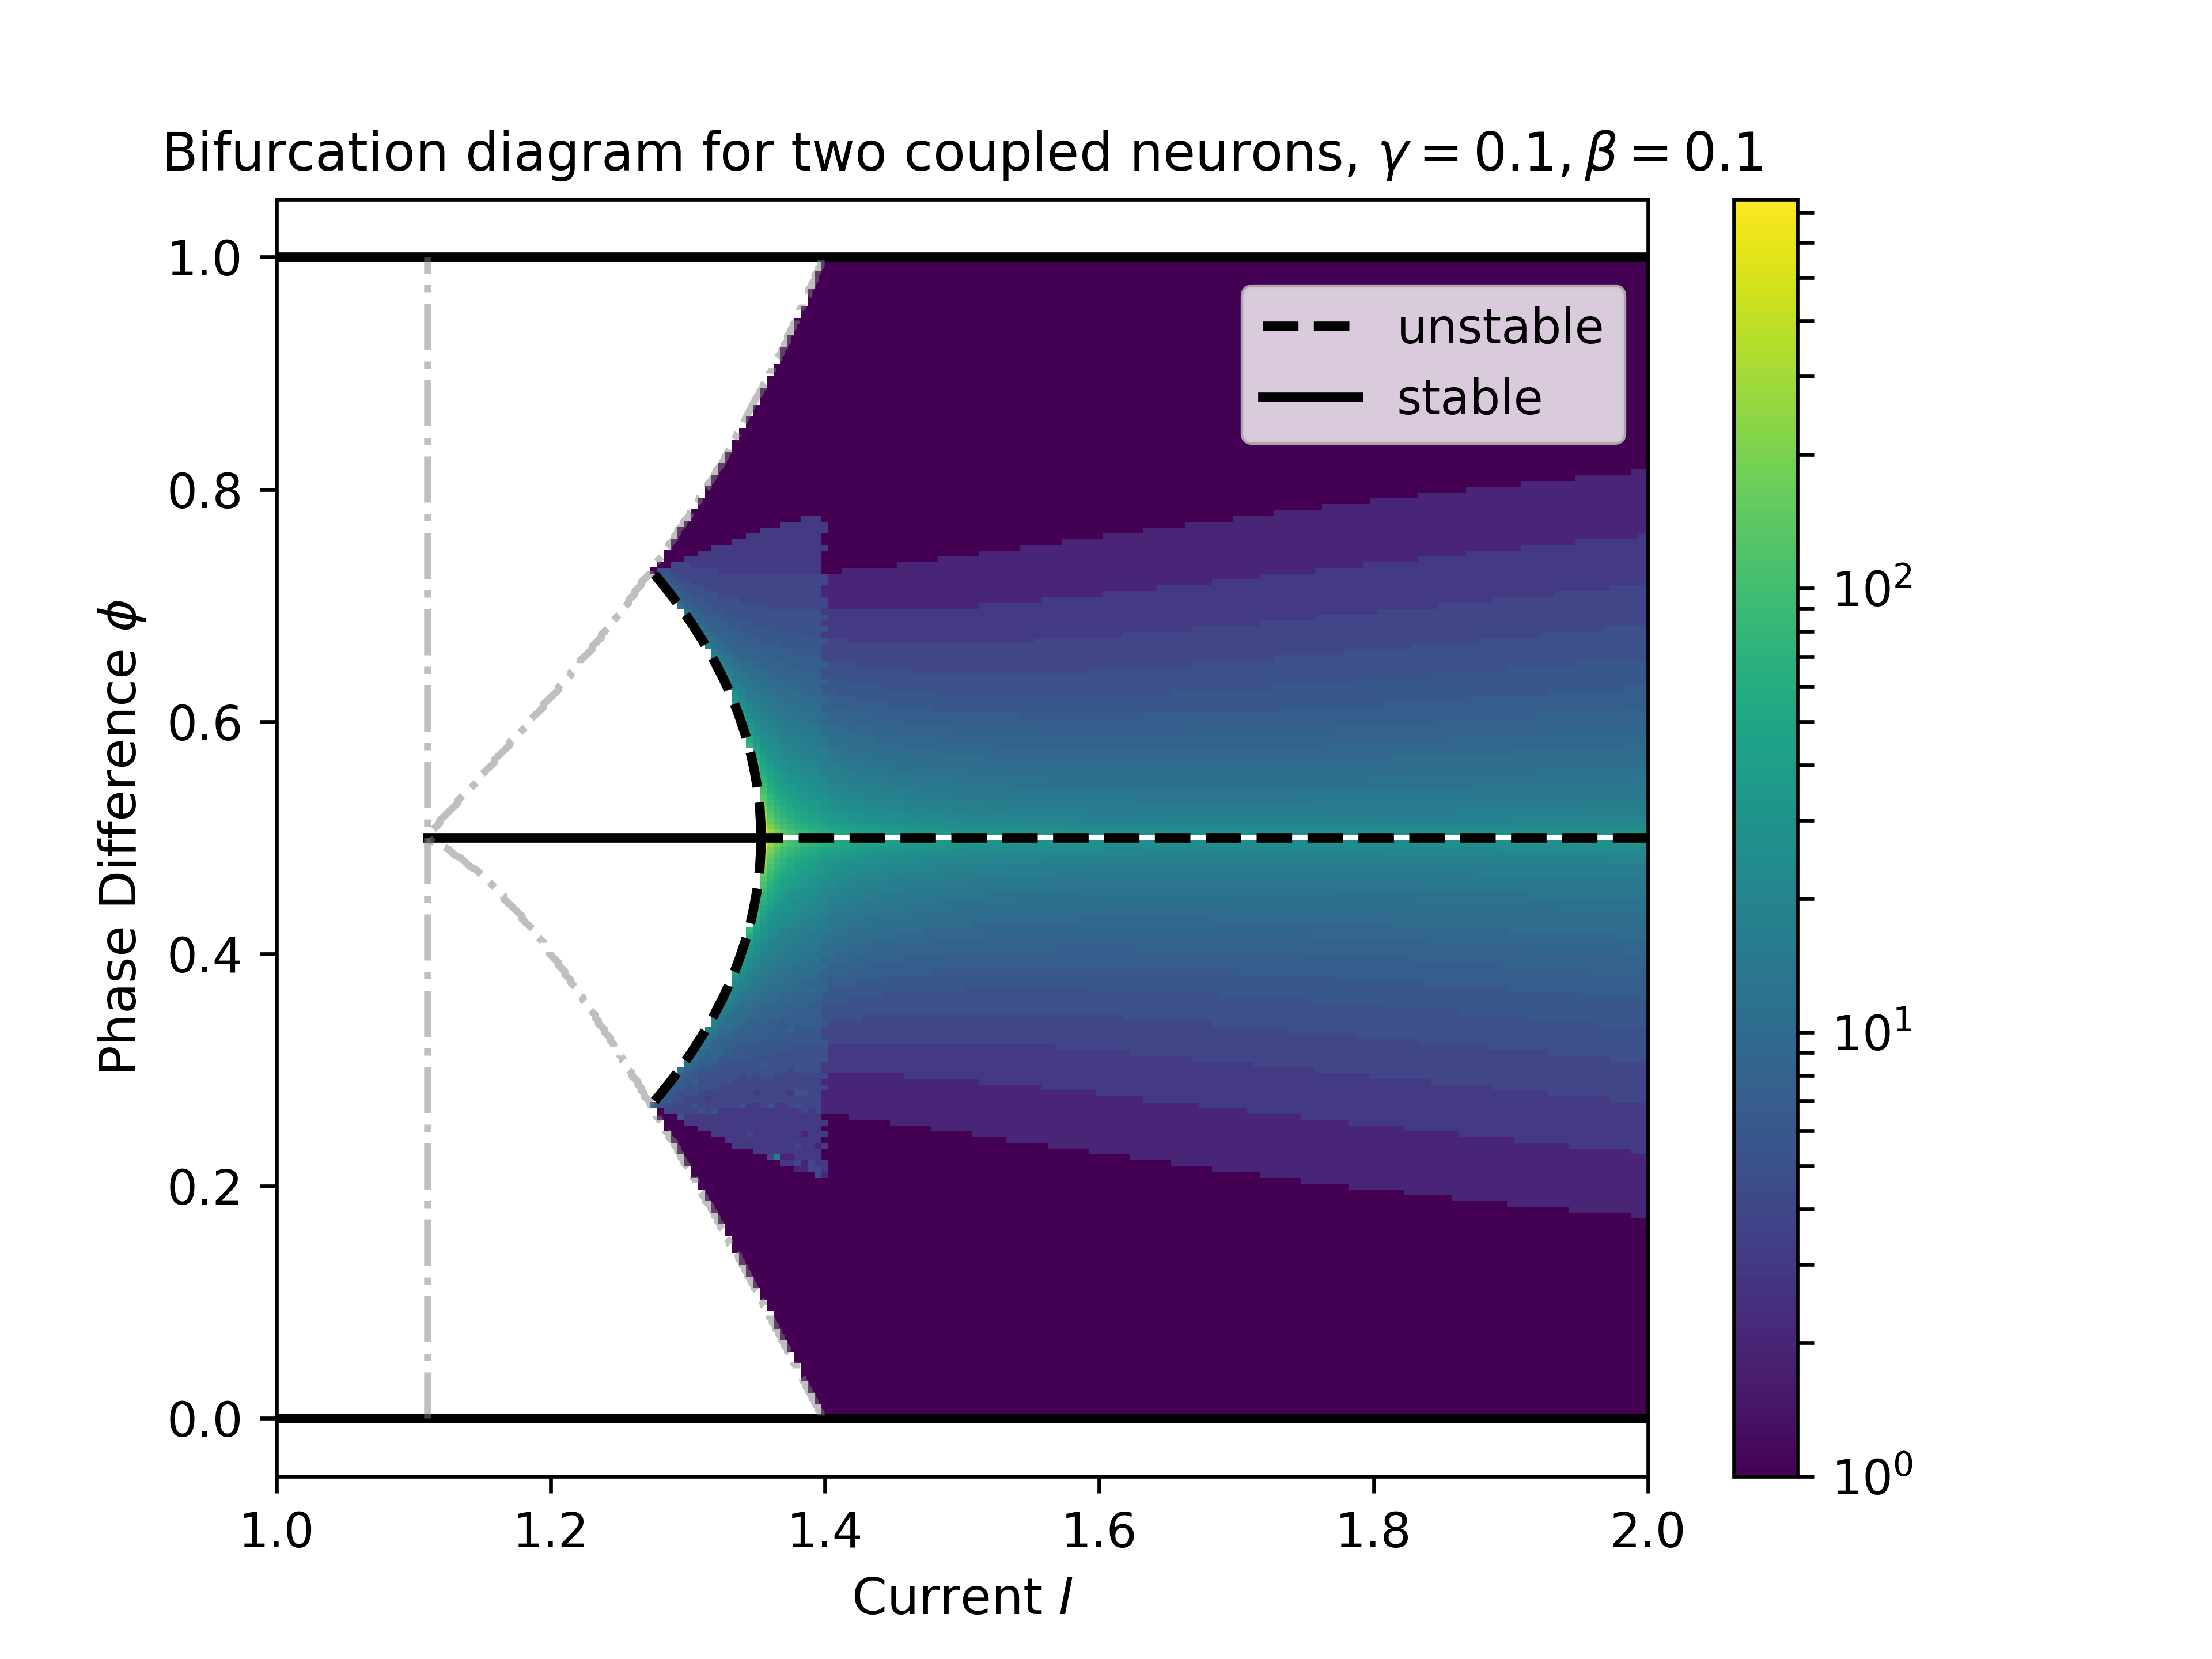 Bifurcation diagram for two coupled neurons, γ = 0.1, β = 0.1
unstable
stable
1.0
0.8
0.6
0.4
0.2
0.0
Phase Difference ϕ
1.0 1.2 1.4 1.6 1.8 2.0
Current I
10²
10¹
10⁰